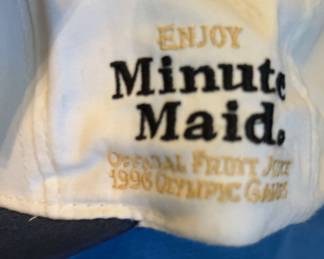 ENJOY
Minute
Maid.
OFFICIAL FRUIT JUICE
1996 OLYMPIC GAMES